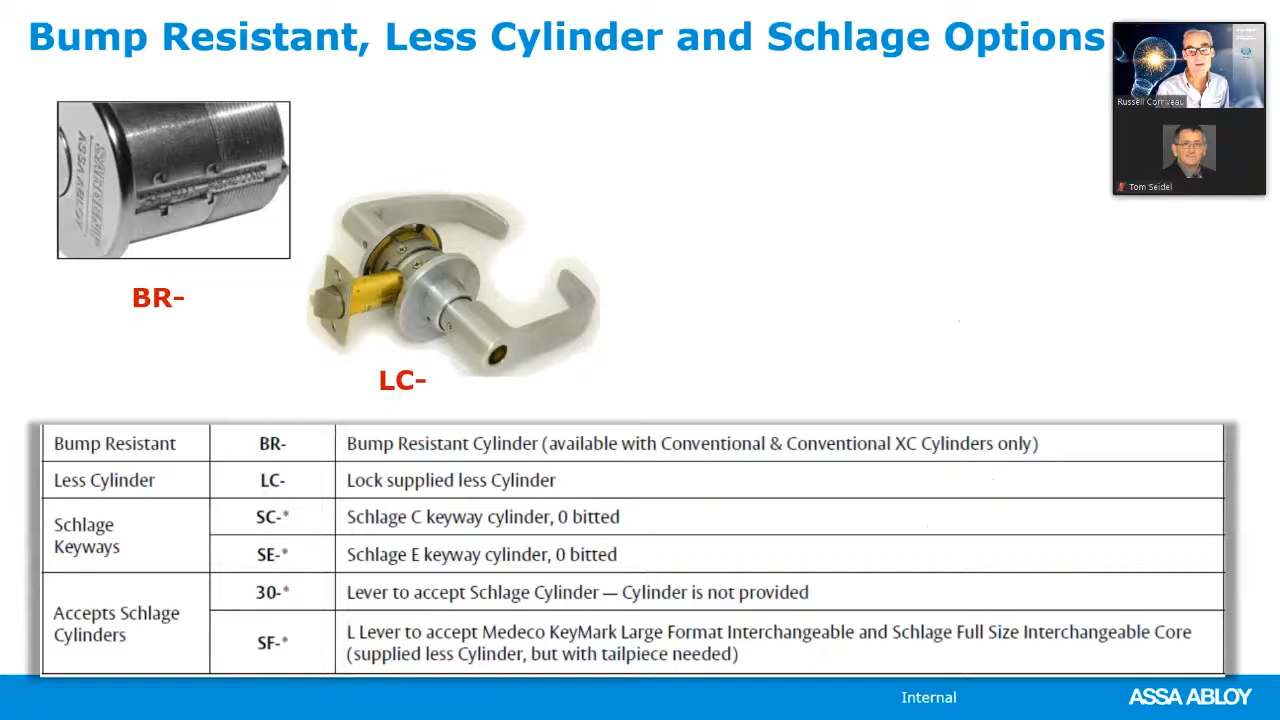 Bump Resistant, Less Cylinder and Schlage Options
Russell Corriveau
Tom Seidel
SARGENT
ASSA ABLOY
BR-
LC-
Bump Resistant BR- Bump Resistant Cylinder (available with Conventional & Conventional XC Cylinders only)
Less Cylinder LC- Lock supplied less Cylinder
Schlage Keyways
SC-* Schlage C keyway cylinder, 0 bitted
SE-* Schlage E keyway cylinder, 0 bitted
Accepts Schlage Cylinders
30-* Lever to accept Schlage Cylinder — Cylinder is not provided
SF-* L Lever to accept Medeco KeyMark Large Format Interchangeable and Schlage Full Size Interchangeable Core
(supplied less Cylinder, but with tailpiece needed)
Internal
ASSA ABLOY